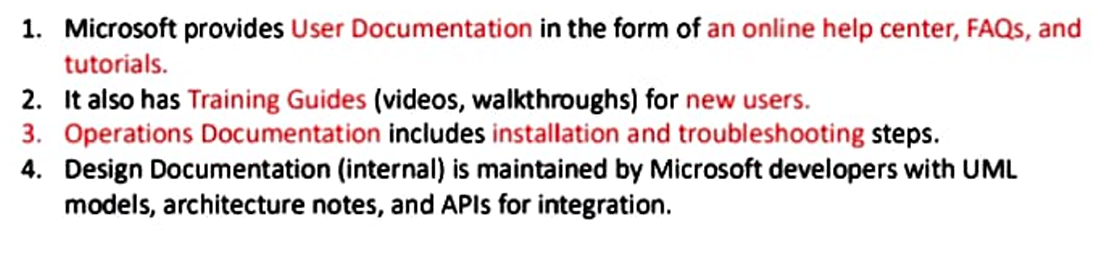 1. Microsoft provides User Documentation in the form of an online help center, FAQs, and
tutorials.
2. It also has Training Guides (videos, walkthroughs) for new users.
3. Operations Documentation includes installation and troubleshooting steps.
4. Design Documentation (internal) is maintained by Microsoft developers with UML
models, architecture notes, and APIs for integration.